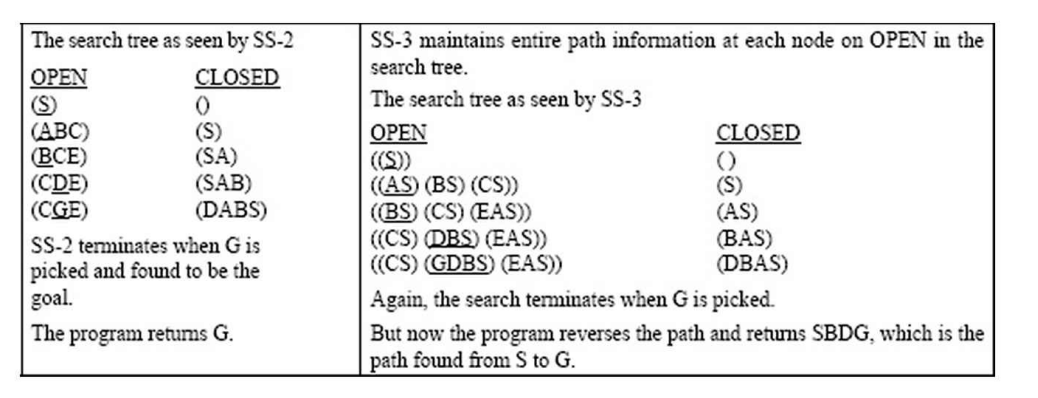 The search tree as seen by SS-2
OPEN CLOSED
(S) ()
(ABC) (S)
(BCE) (SA)
(CDE) (SAB)
(CGE) (DABS)
SS-2 terminates when G is
picked and found to be the
goal.
The program returns G.
SS-3 maintains entire path information at each node on OPEN in the
search tree.
The search tree as seen by SS-3
OPEN CLOSED
((S)) ()
((AS) (BS) (CS)) (S)
((BS) (CS) (EAS)) (AS)
((CS) (DBS) (EAS)) (BAS)
((CS) (GDBS) (EAS)) (DBAS)
Again, the search terminates when G is picked.
But now the program reverses the path and returns SBDG, which is the
path found from S to G.